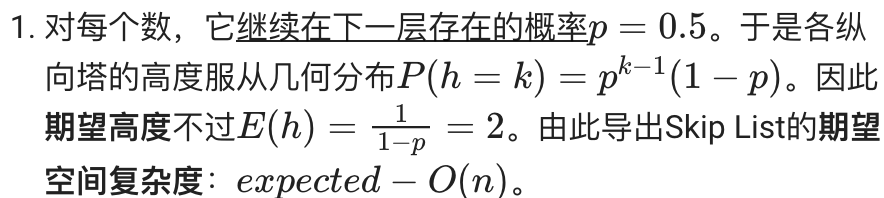 1. 对每个数，它继续在下一层存在的概率p = 0.5。于是各纵
向塔的高度服从几何分布P(h = k) = p^{k−1}(1 − p)。因此
期望高度不过E(h) = \frac{1}{1−p} = 2。由此导出Skip List的期望
空间复杂度：expected − O(n)。